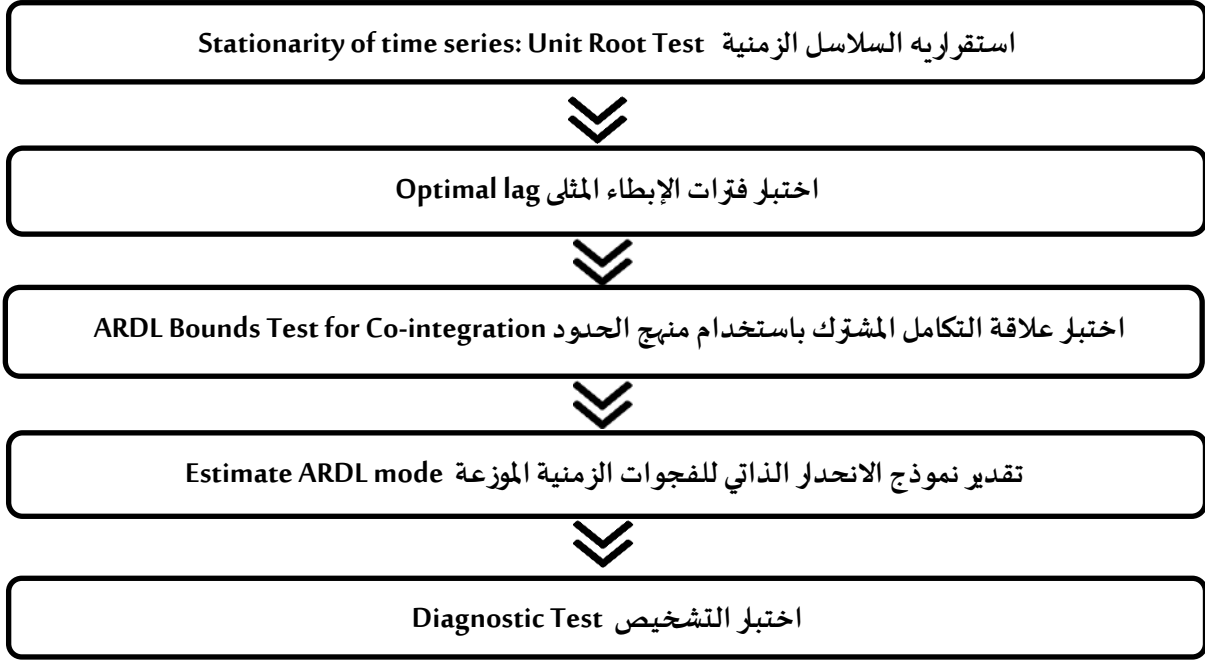 استقراريه السلاسل الزمنية Stationarity of time series: Unit Root Test
اختبار فترات الإبطاء المثلى Optimal lag
اختبار علاقة التكامل المشترك باستخدام منهج الحدود ARDL Bounds Test for Co-integration
تقدير نموذج الانحدار الذاتي للفجوات الزمنية الموزعة Estimate ARDL mode
اختبار التشخيص Diagnostic Test